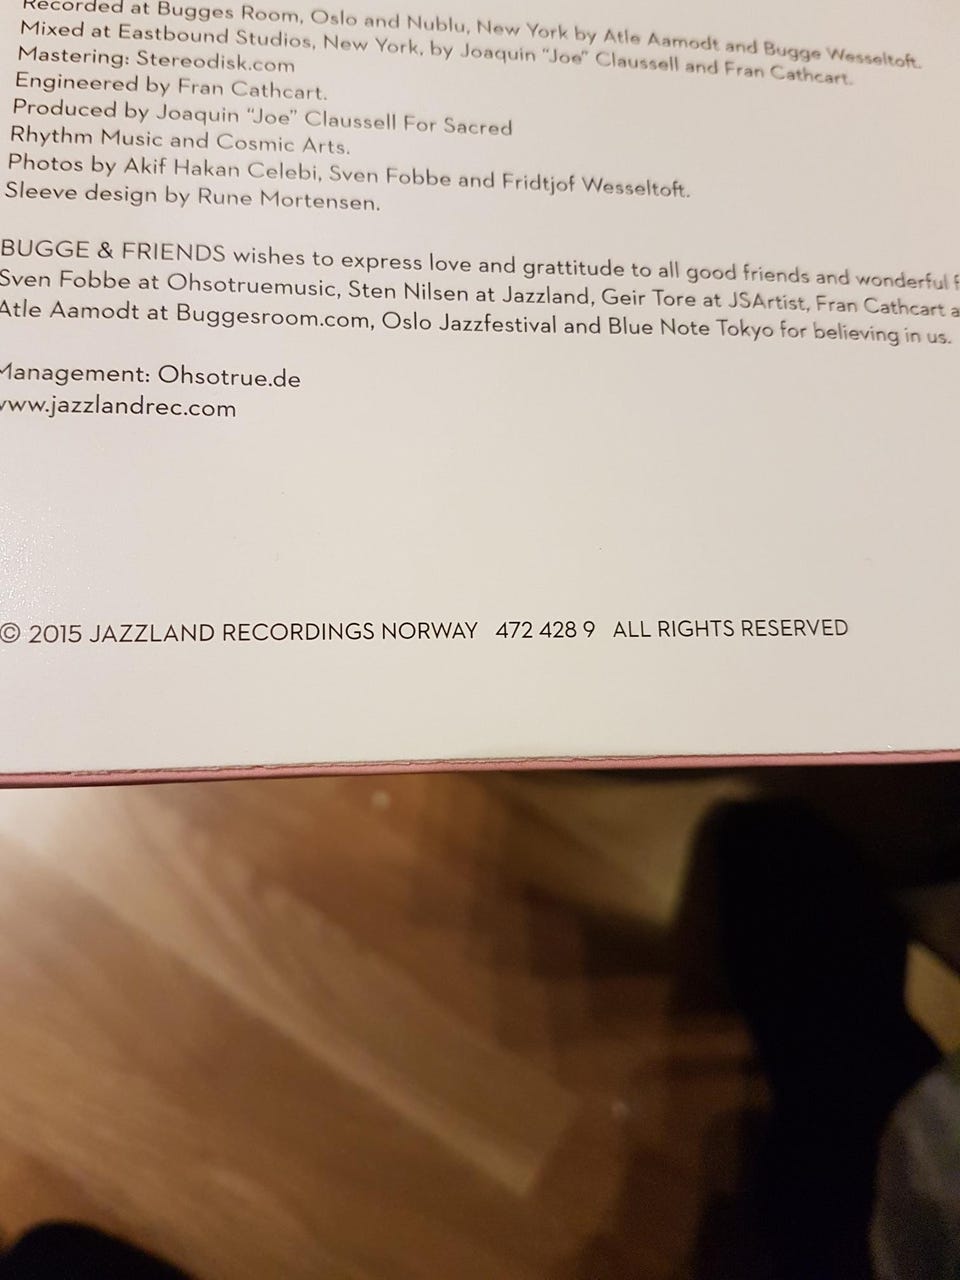 Recorded at Bugges Room, Oslo and Nublu, New York by Atle Aamodt and Bugge Wesseltoft.
Mixed at Eastbound Studios, New York, by Joaquin “Joe” Claussell and Fran Cathcart.
Mastering: Stereodisk.com
Engineered by Fran Cathcart.
Produced by Joaquin “Joe” Claussell For Sacred
Rhythm Music and Cosmic Arts.
Photos by Akif Hakan Celebi, Sven Fobbe and Fridtjof Wesseltoft.
Sleeve design by Rune Mortensen.
BUGGE & FRIENDS wishes to express love and grattitude to all good friends and wonderful
Sven Fobbe at Ohsotruemusic, Sten Nilsen at Jazzland, Geir Tore at JSArtist, Fran Cathcart
Atle Aamodt at Buggesroom.com, Oslo Jazzfestival and Blue Note Tokyo for believing in us.
Management: Ohsotrue.de
www.jazzlandrec.com
© 2015 JAZZLAND RECORDINGS NORWAY 472 428 9 ALL RIGHTS RESERVED